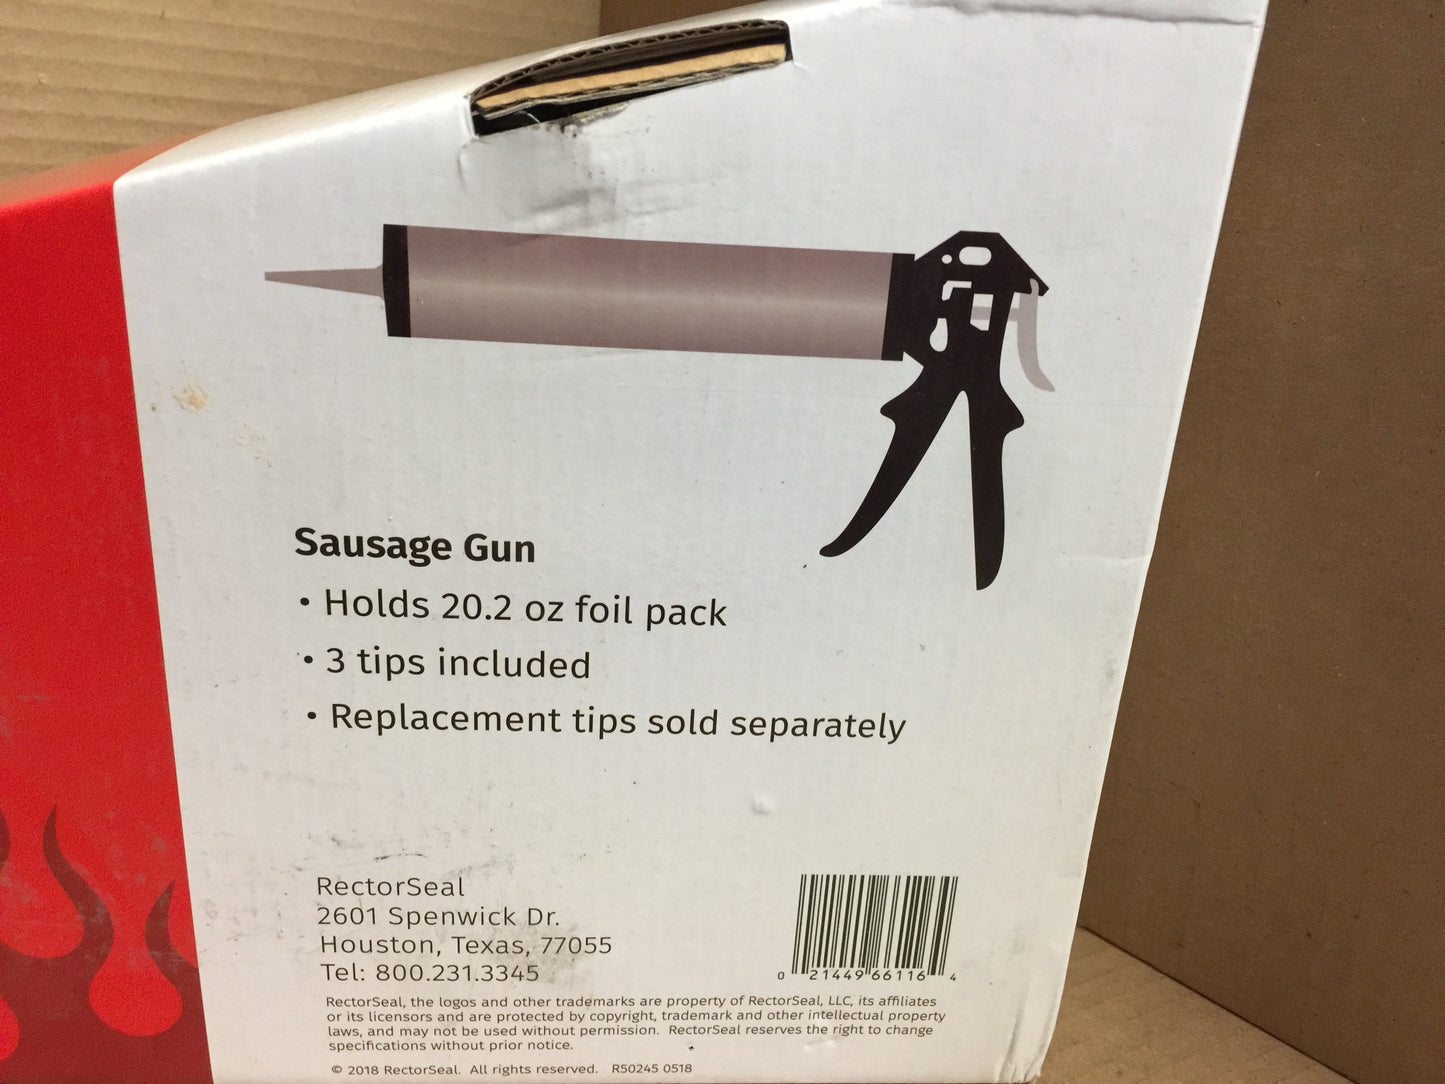 Sausage Gun
• Holds 20.2 oz foil pack
• 3 tips included
• Replacement tips sold separately
RectorSeal
2601 Spenwick Dr.
Houston, Texas, 77055
Tel: 800.231.3345
0 21449 66116 4
RectorSeal, the logos and other trademarks are property of RectorSeal, LLC, its affiliates
or its licensors and are protected by copyright, trademark and other intellectual property
laws, and may not be used without permission. RectorSeal reserves the right to change
specifications without prior notice.
© 2018 RectorSeal. All rights reserved. R50245 0518